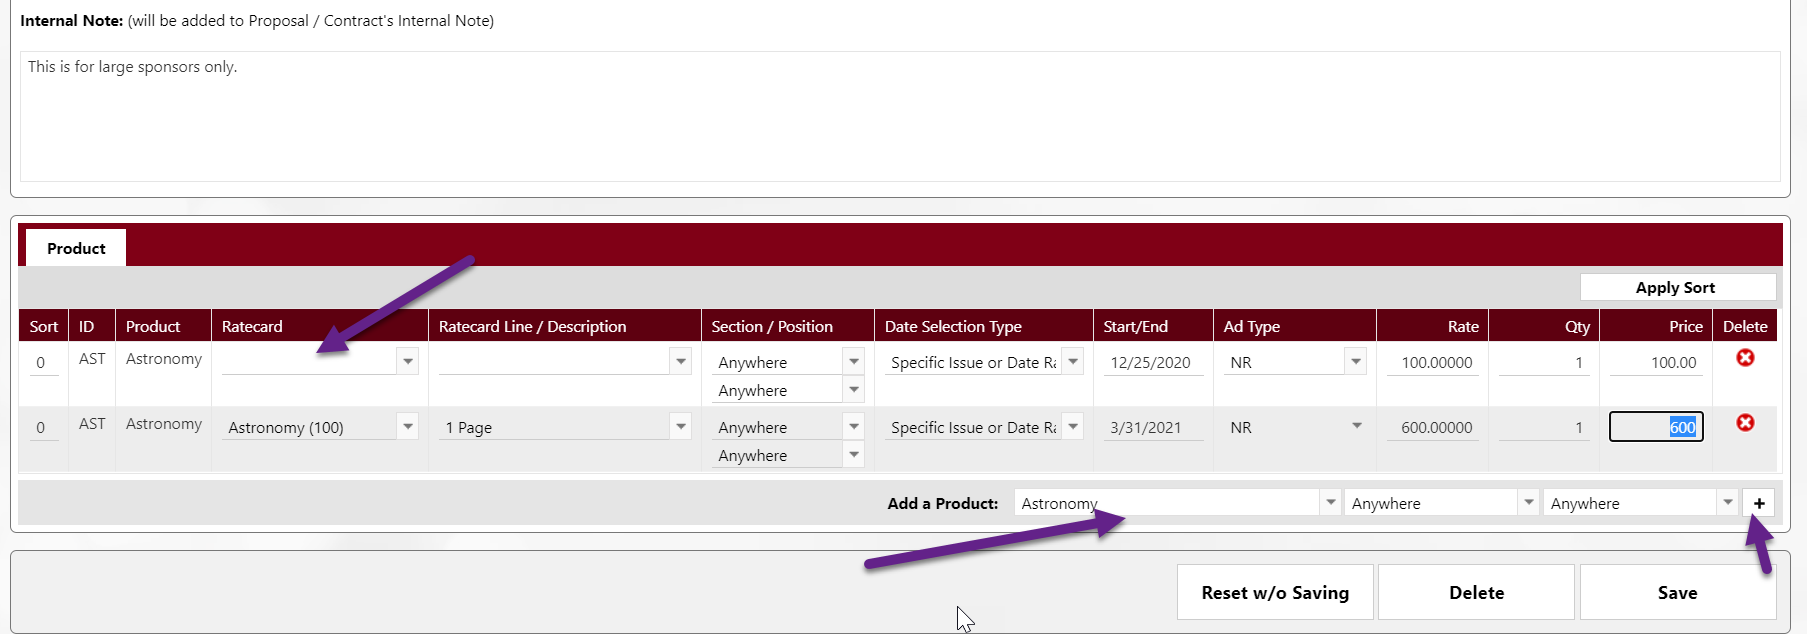 Internal Note: (will be added to Proposal / Contract's Internal Note)
This is for large sponsors only.
Product
Apply Sort
Sort ID Product Ratecard Ratecard Line / Description Section / Position Date Selection Type Start/End Ad Type Rate Qty Price Delete
0 AST Astronomy Anywhere Specific Issue or Date Ra 12/25/2020 NR 100.00000 1 100.00
Anywhere
0 AST Astronomy Astronomy (100) 1 Page Anywhere Specific Issue or Date Ra 3/31/2021 NR 600.00000 1 600
Anywhere
Add a Product: Astronomy Anywhere Anywhere +
Reset w/o Saving Delete Save